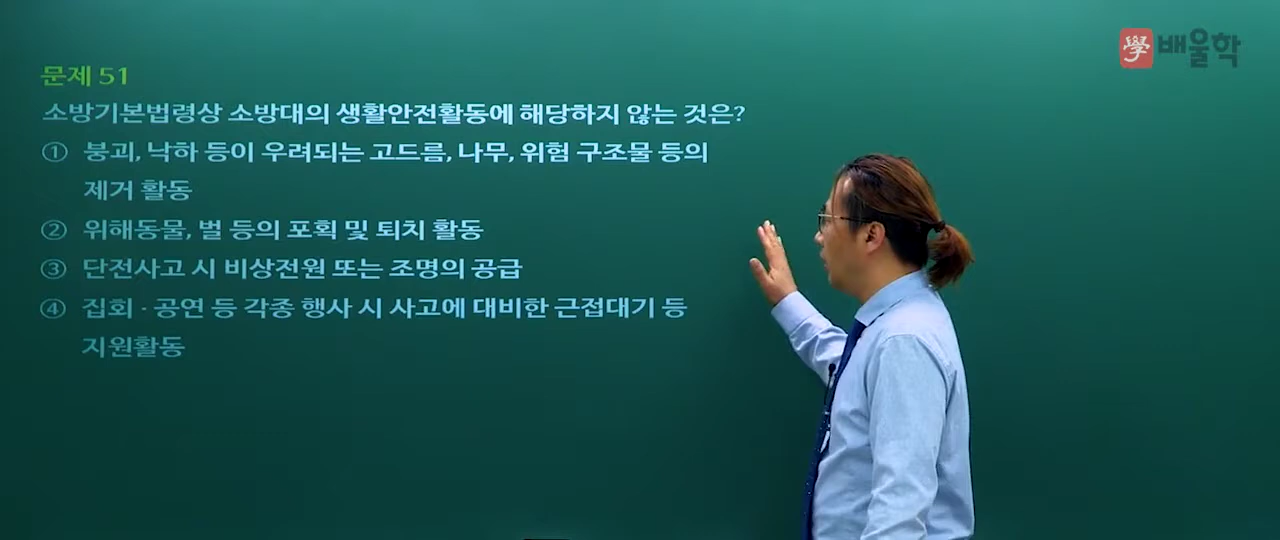 學 배울학
문제 51
소방기본법령상 소방대의 생활안전활동에 해당하지 않는 것은?
① 붕괴, 낙하 등이 우려되는 고드름, 나무, 위험 구조물 등의
제거 활동
② 위해동물, 벌 등의 포획 및 퇴치 활동
③ 단전사고 시 비상전원 또는 조명의 공급
④ 집회·공연 등 각종 행사 시 사고에 대비한 근접대기 등
지원활동